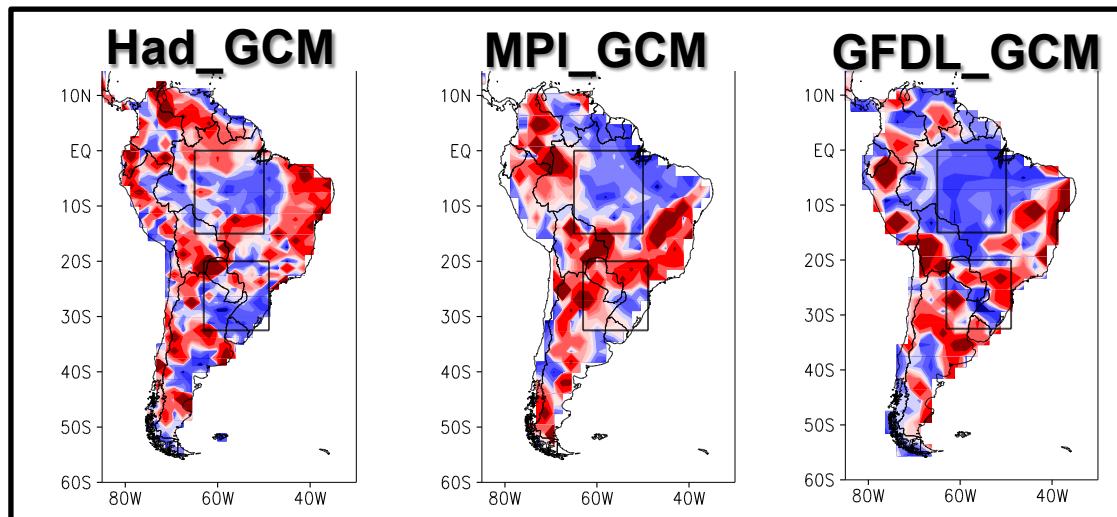 Had_GCM MPI_GCM GFDL_GCM
10N 10N 10N
EQ EQ EQ
10S 10S 10S
20S 20S 20S
30S 30S 30S
40S 40S 40S
50S 50S 50S
60S 60S 60S
80W 60W 40W 80W 60W 40W 80W 60W 40W